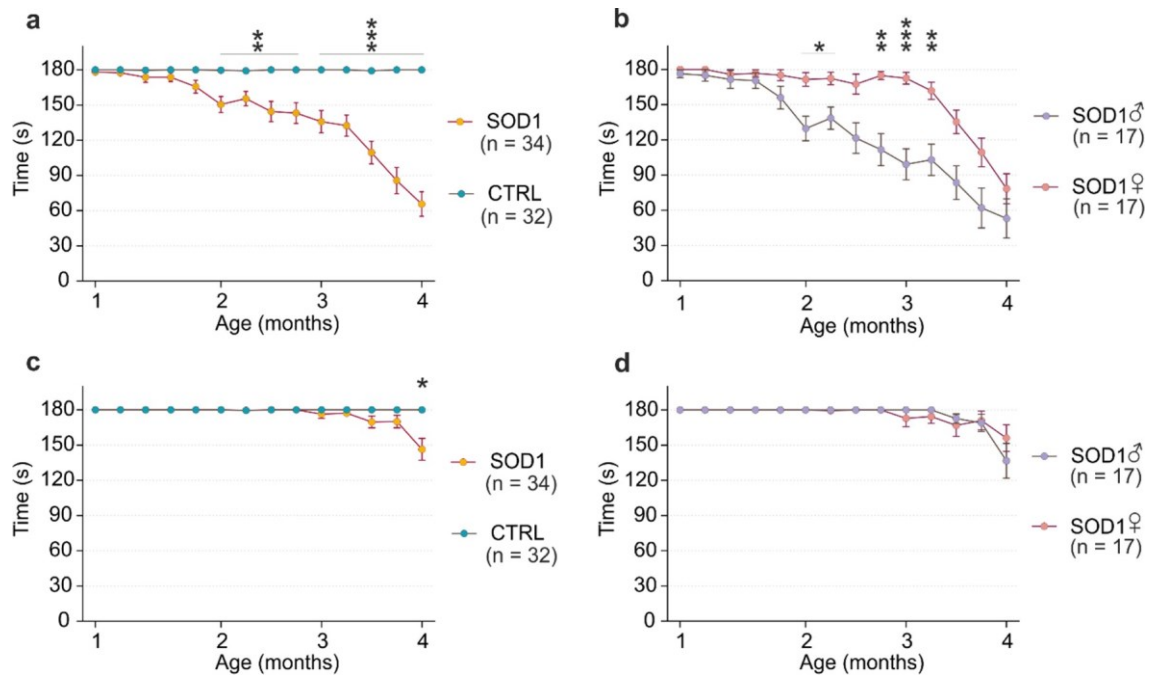 a
**
***
180
150
120
90
60
30
0
Time (s)
1 2 3 4
Age (months)
SOD1
(n = 34)
CTRL
(n = 32)
b
*
**
***
**
180
150
120
90
60
30
0
Time (s)
1 2 3 4
Age (months)
SOD1♂
(n = 17)
SOD1♀
(n = 17)
c
*
180
150
120
90
60
30
0
Time (s)
1 2 3 4
Age (months)
SOD1
(n = 34)
CTRL
(n = 32)
d
180
150
120
90
60
30
0
Time (s)
1 2 3 4
Age (months)
SOD1♂
(n = 17)
SOD1♀
(n = 17)